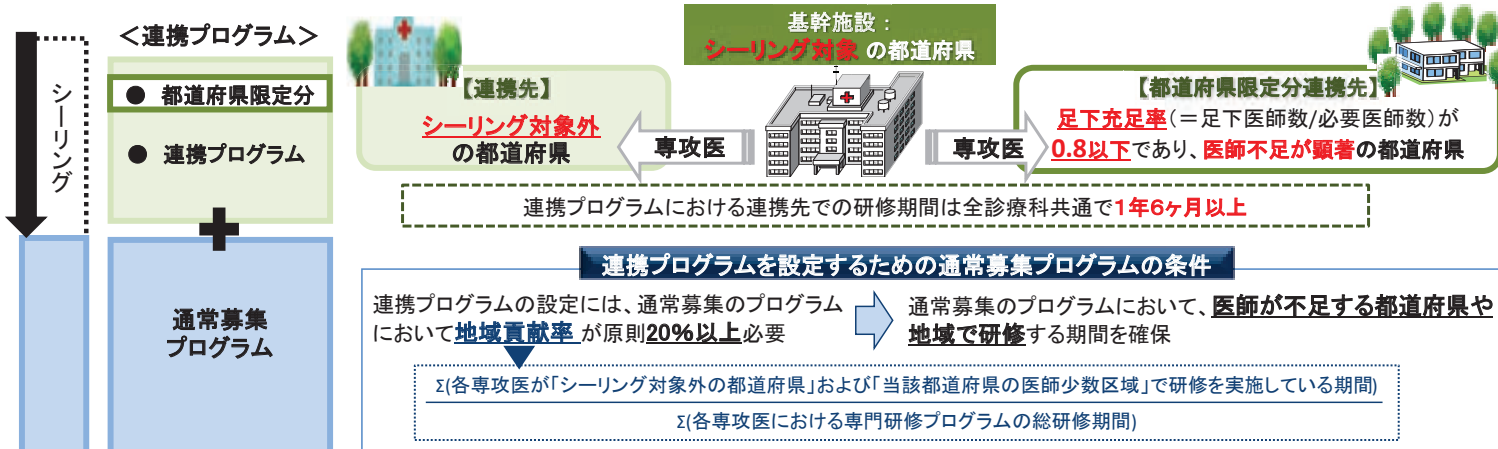 シーリング
＜連携プログラム＞
● 都道府県限定分
● 連携プログラム
通常募集
プログラム
基幹施設：
シーリング対象 の都道府県
【連携先】
シーリング対象外
の都道府県
専攻医
専攻医
【都道府県限定分連携先】
足下充足率（＝足下医師数/必要医師数）が
0.8以下であり、医師不足が顕著の都道府県
連携プログラムにおける連携先での研修期間は全診療科共通で1年6ヶ月以上
連携プログラムを設定するための通常募集プログラムの条件
連携プログラムの設定には、通常募集のプログラム
において地域貢献率 が原則20%以上必要
通常募集のプログラムにおいて、医師が不足する都道府県や
地域で研修する期間を確保
Σ(各専攻医が「シーリング対象外の都道府県」および「当該都道府県の医師少数区域」で研修を実施している期間)
Σ(各専攻医における専門研修プログラムの総研修期間)